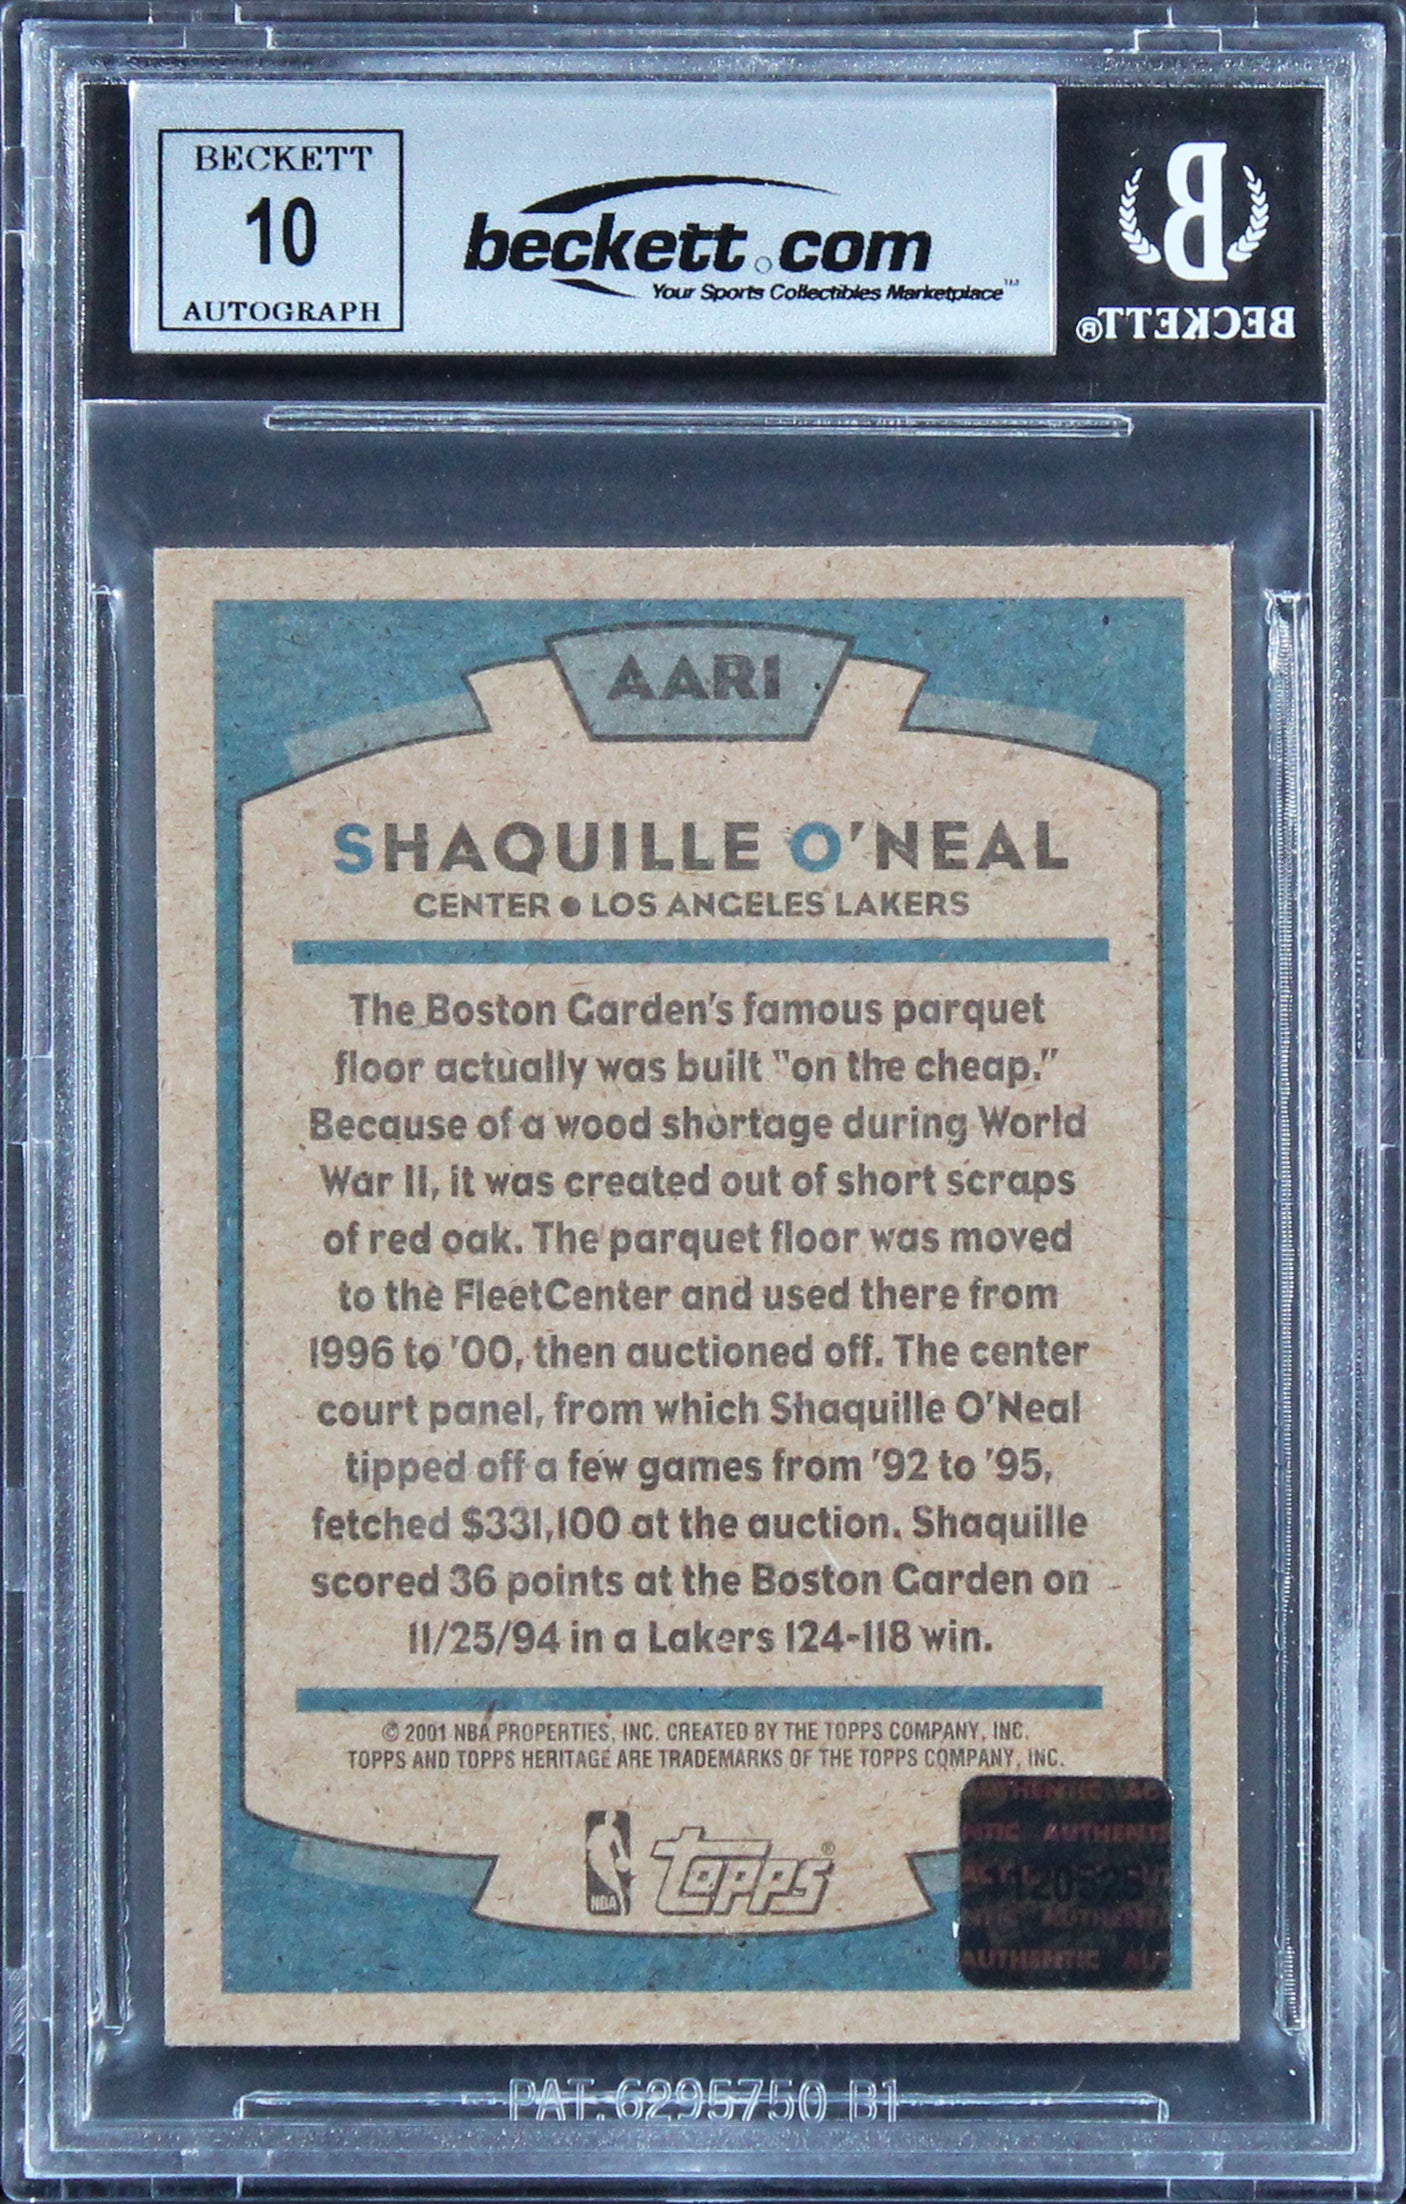 BECKETT
10
AUTOGRAPH
beckett.com
Your Sports Collectibles Marketplace™
B
BECKETT®
AAR1
SHAQUILLE O'NEAL
CENTER • LOS ANGELES LAKERS
The Boston Garden's famous parquet
floor actually was built "on the cheap."
Because of a wood shortage during World
War II, it was created out of short scraps
of red oak. The parquet floor was moved
to the FleetCenter and used there from
1996 to '00, then auctioned off. The center
court panel, from which Shaquille O'Neal
tipped off a few games from '92 to '95,
fetched $331,100 at the auction. Shaquille
scored 36 points at the Boston Garden on
11/25/94 in a Lakers 124-118 win.
© 2001 NBA PROPERTIES, INC. CREATED BY THE TOPPS COMPANY, INC.
TOPPS AND TOPPS HERITAGE ARE TRADEMARKS OF THE TOPPS COMPANY, INC.
NBA
Topps®
AUTHENTIC
AUTHENTIC
AUTHENTIC
PAT. 6295750 B1